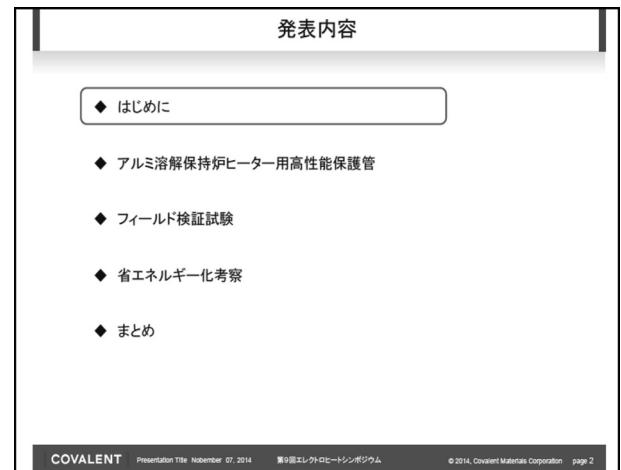 発表内容
◆ はじめに
◆ アルミ溶解保持炉ヒーター用高性能保護管
◆ フィールド検証試験
◆ 省エネルギー化考察
◆ まとめ
COVALENT Presentation Title Nobember 07, 2014 第9回エレクトロヒートシンポジウム © 2014, Covalent Materials Corporation page 2